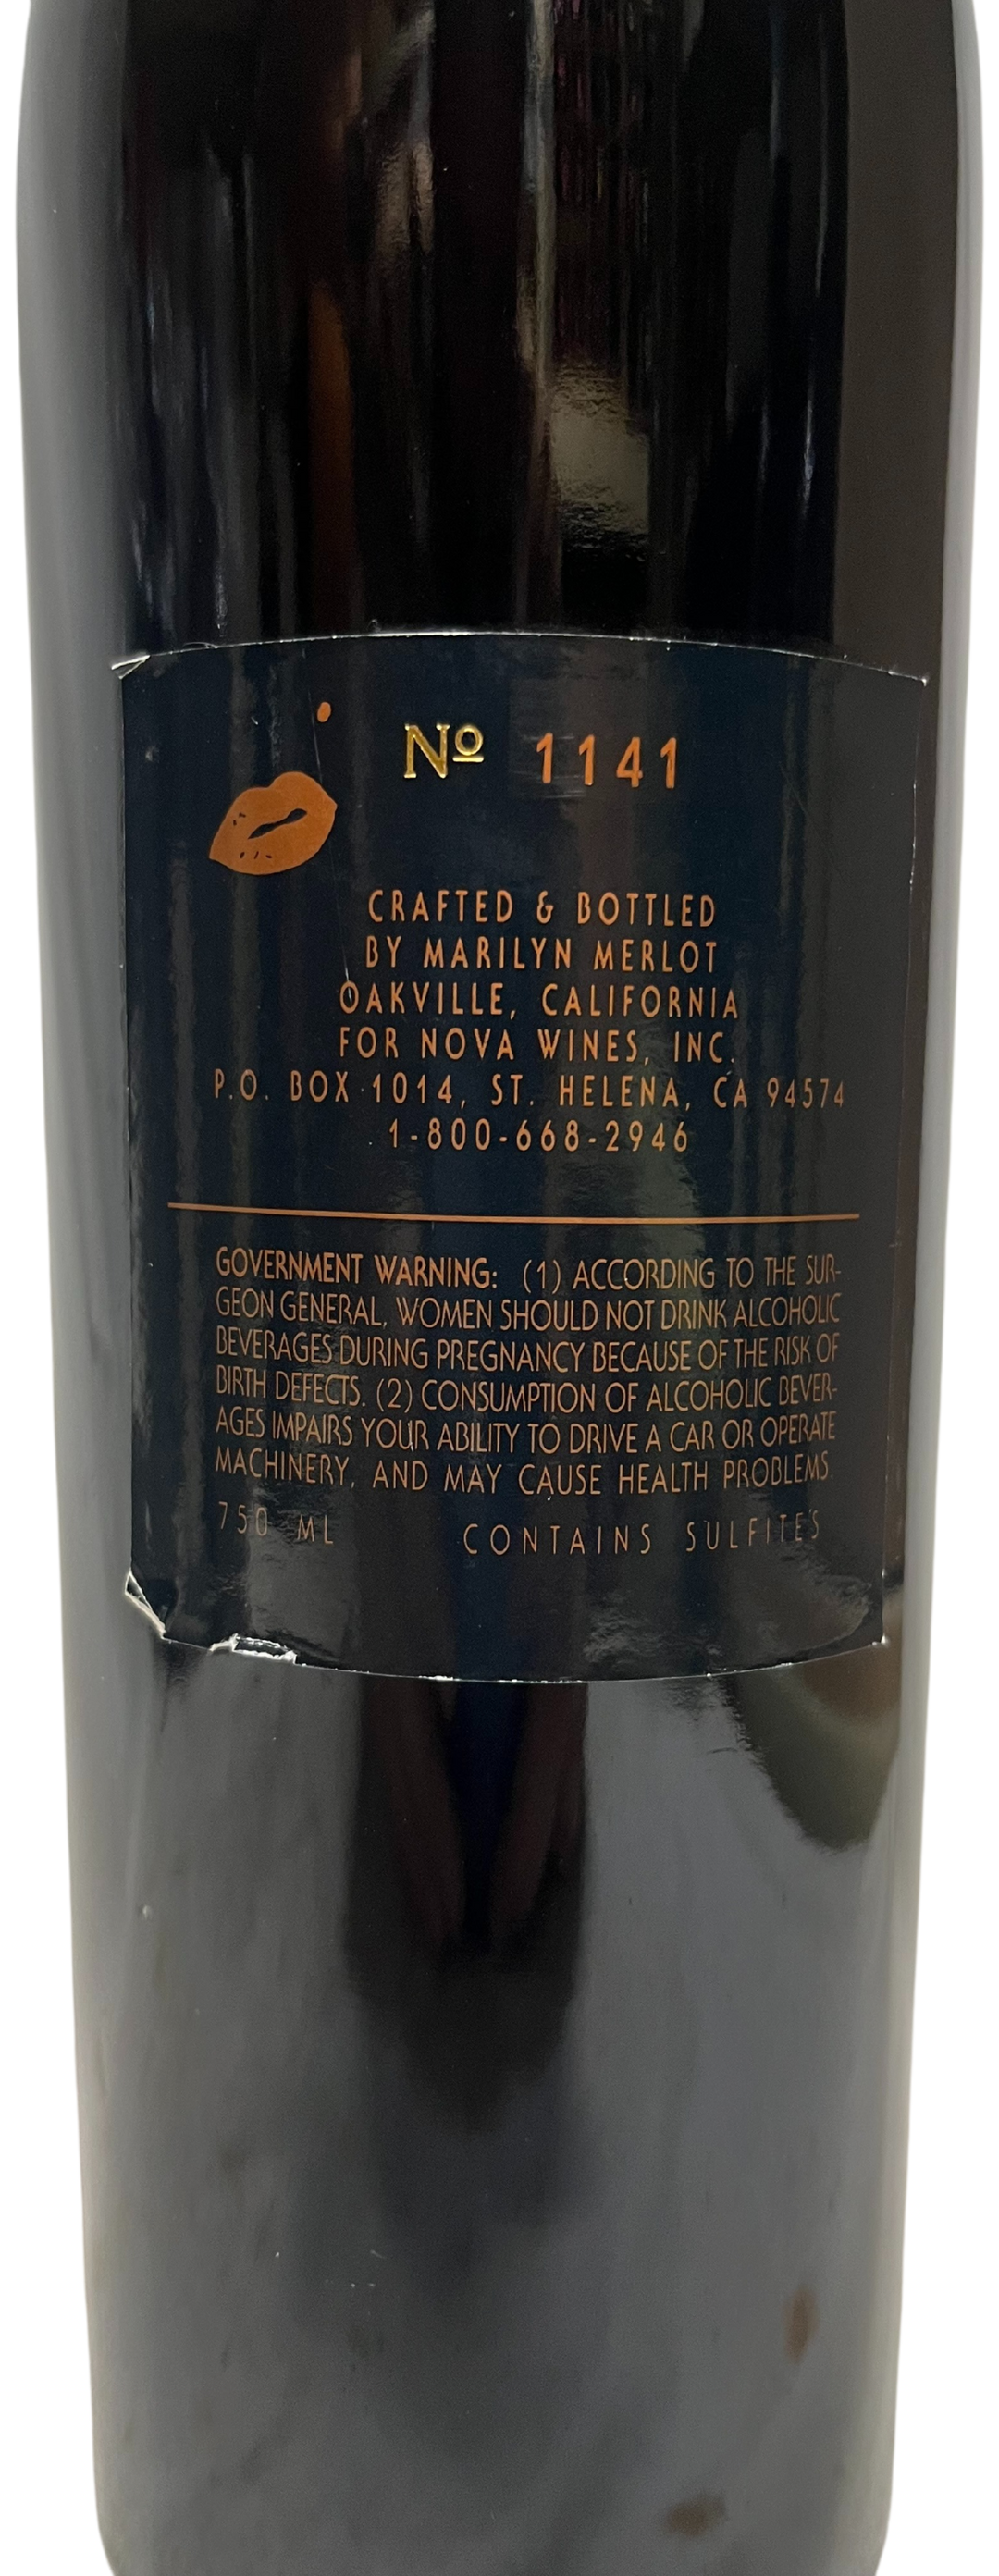 Nº 1141
CRAFTED & BOTTLED
BY MARILYN MERLOT
OAKVILLE, CALIFORNIA
FOR NOVA WINES, INC.
P.O. BOX 1014, ST. HELENA, CA 94574
1-800-668-2946
GOVERNMENT WARNING: (1) ACCORDING TO THE SUR-
GEON GENERAL, WOMEN SHOULD NOT DRINK ALCOHOLIC
BEVERAGES DURING PREGNANCY BECAUSE OF THE RISK OF
BIRTH DEFECTS. (2) CONSUMPTION OF ALCOHOLIC BEVER-
AGES IMPAIRS YOUR ABILITY TO DRIVE A CAR OR OPERATE
MACHINERY, AND MAY CAUSE HEALTH PROBLEMS.
750 ML CONTAINS SULFITES